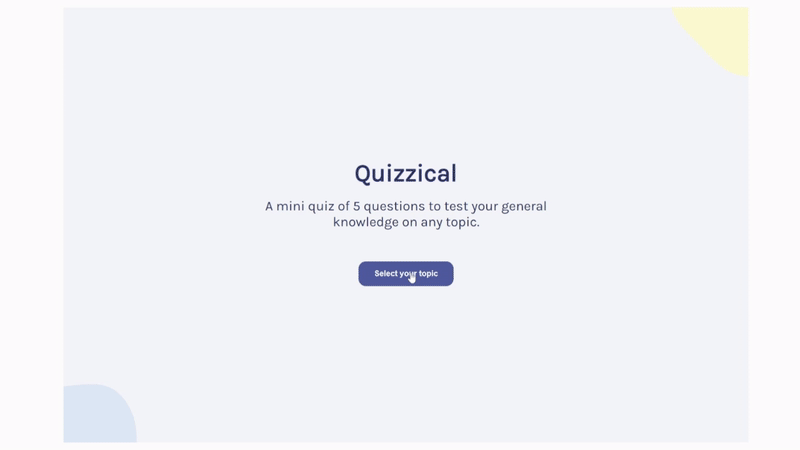 Quizzical
A mini quiz of 5 questions to test your general
knowledge on any topic.
Select your topic